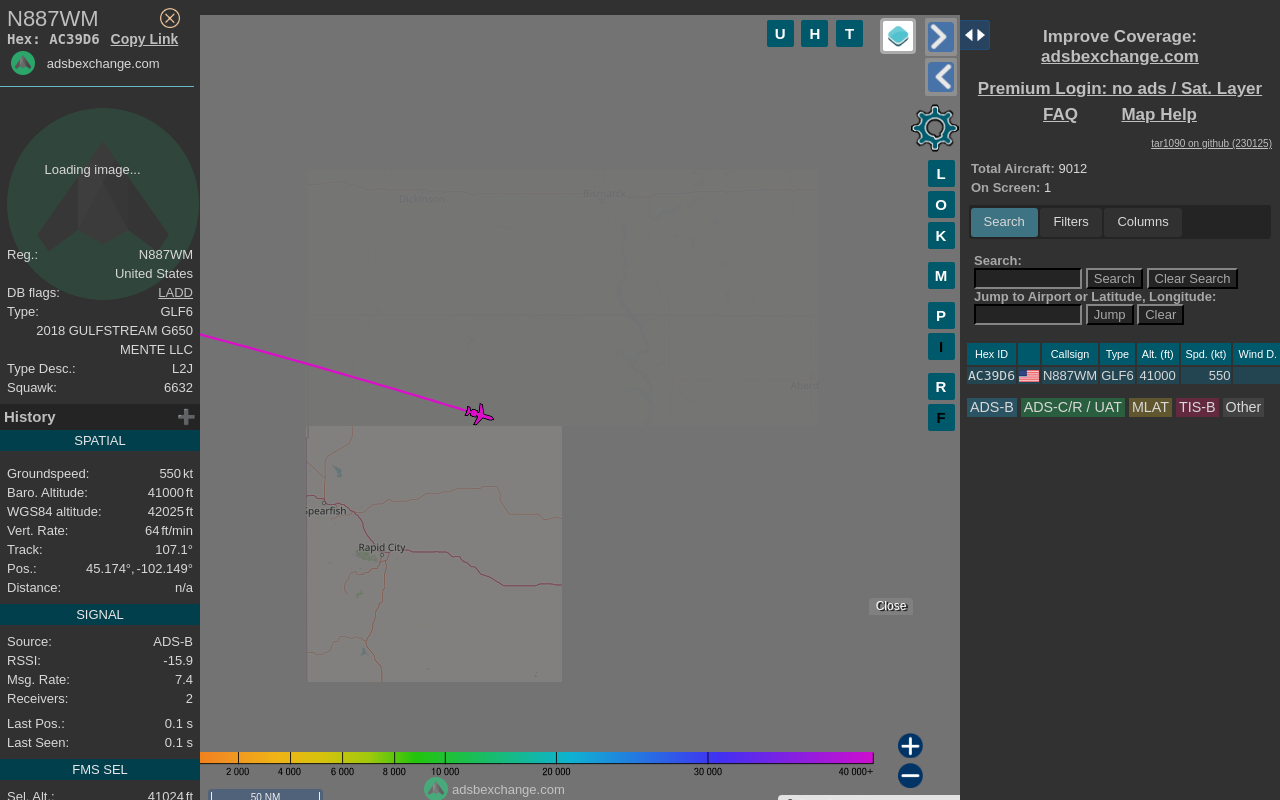 N887WM
Hex: AC39D6 Copy Link
adsbexchange.com
Loading image...
Reg.: N887WM
United States
DB flags: LADD
Type: GLF6
2018 GULFSTREAM G650
MENTE LLC
Type Desc.: L2J
Squawk: 6632
History
SPATIAL
Groundspeed: 550 kt
Baro. Altitude: 41000 ft
WGS84 altitude: 42025 ft
Vert. Rate: 64 ft/min
Track: 107.1°
Pos.: 45.174°, -102.149°
Distance: n/a
SIGNAL
Source: ADS-B
RSSI: -15.9
Msg. Rate: 7.4
Receivers: 2
Last Pos.: 0.1 s
Last Seen: 0.1 s
FMS SEL
Sel. Alt.: 41024 ft
U H T
L
O
K
M
P
I
R
F
Dickinson
Bismarck
Spearfish
Rapid City
Close
2 000 4 000 6 000 8 000 10 000 20 000 30 000 40 000+
adsbexchange.com
50 NM
Improve Coverage:
adsbexchange.com
Premium Login: no ads / Sat. Layer
FAQ Map Help
tar1090 on github (230125)
Total Aircraft: 9012
On Screen: 1
Search Filters Columns
Search:
Search Clear Search
Jump to Airport or Latitude, Longitude:
Jump Clear
Hex ID Callsign Type Alt. (ft) Spd. (kt) Wind D.
AC39D6 N887WM GLF6 41000 550
ADS-B ADS-C/R / UAT MLAT TIS-B Other